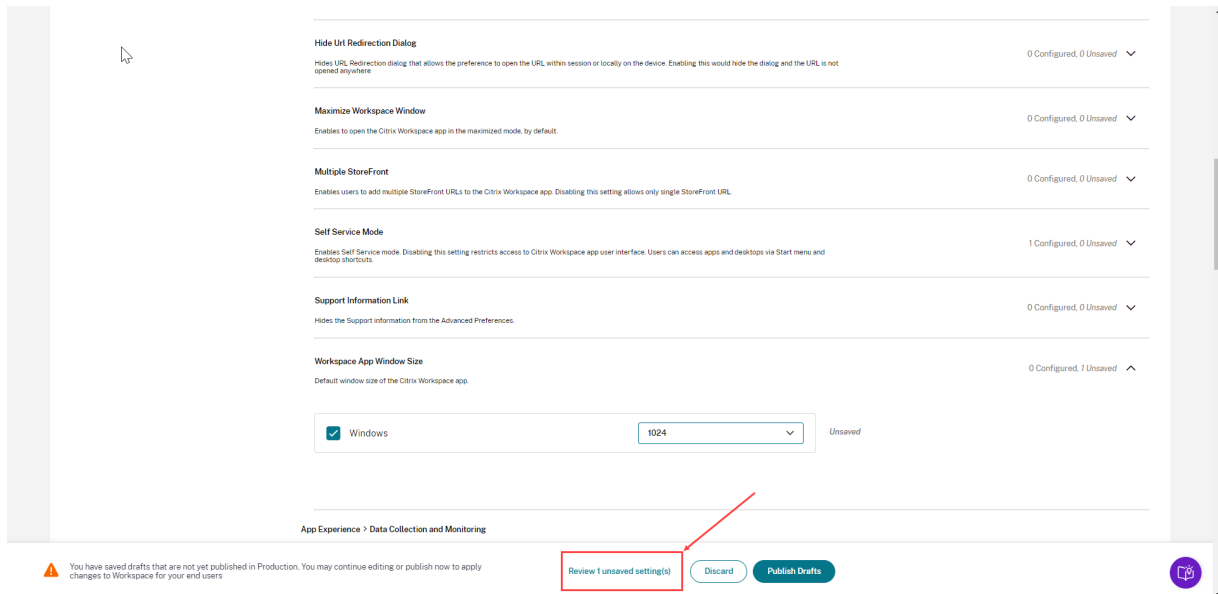 Hide Url Redirection Dialog
0 Configured, 0 Unsaved
Hides URL Redirection dialog that allows the preference to open the URL within session or locally on the device. Enabling this would hide the dialog and the URL is not
opened anywhere
Maximize Workspace Window
0 Configured, 0 Unsaved
Enables to open the Citrix Workspace app in the maximized mode, by default.
Multiple StoreFront
0 Configured, 0 Unsaved
Enables users to add multiple StoreFront URLs to the Citrix Workspace app. Disabling this setting allows only single StoreFront URL.
Self Service Mode
1 Configured, 0 Unsaved
Enables Self Service mode. Disabling this setting restricts access to Citrix Workspace app user interface. Users can access apps and desktops via Start menu and
desktop shortcuts.
Support Information Link
0 Configured, 0 Unsaved
Hides the Support information from the Advanced Preferences.
Workspace App Window Size
0 Configured, 1 Unsaved
Default window size of the Citrix Workspace app.
Windows
1024
Unsaved
App Experience > Data Collection and Monitoring
You have saved drafts that are not yet published in Production. You may continue editing or publish now to apply
changes to Workspace for your end users
Review 1 unsaved setting(s)
Discard
Publish Drafts